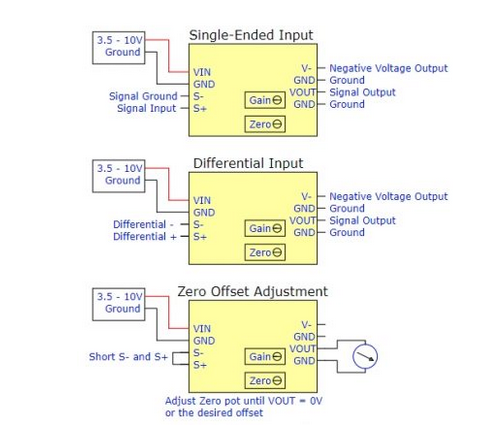 Single-Ended Input
3.5 - 10V
Ground
VIN
GND
Signal Ground
S-
Signal Input
S+
Gain
Zero
V-
Negative Voltage Output
GND
Ground
VOUT
Signal Output
GND
Ground
Differential Input
3.5 - 10V
Ground
VIN
GND
Differential -
S-
Differential +
S+
Gain
Zero
V-
Negative Voltage Output
GND
Ground
VOUT
Signal Output
GND
Ground
Zero Offset Adjustment
3.5 - 10V
Ground
VIN
GND
Short S- and S+
S-
S+
Gain
Zero
V-
GND
VOUT
GND
Adjust Zero pot until VOUT = 0V
or the desired offset